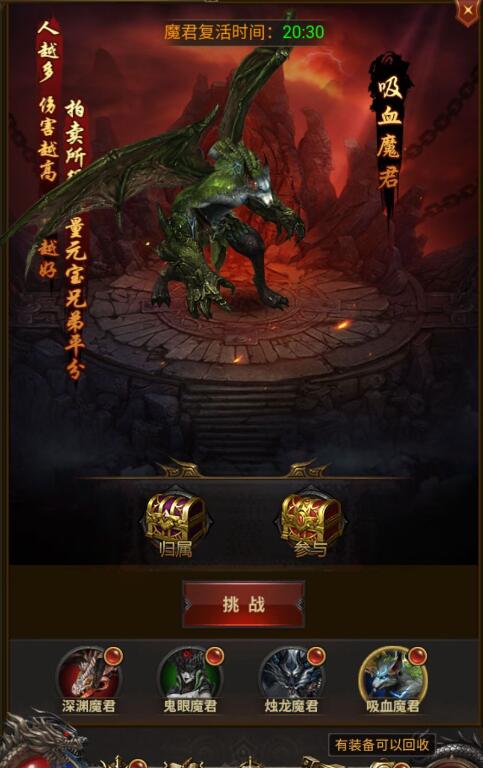 魔君复活时间：20:30
吸血魔君
人越多 伤害越高
越好
拍卖所
量元宝兄弟平分
归属
参与
挑战
深渊魔君
鬼眼魔君
烛龙魔君
吸血魔君
有装备可以回收